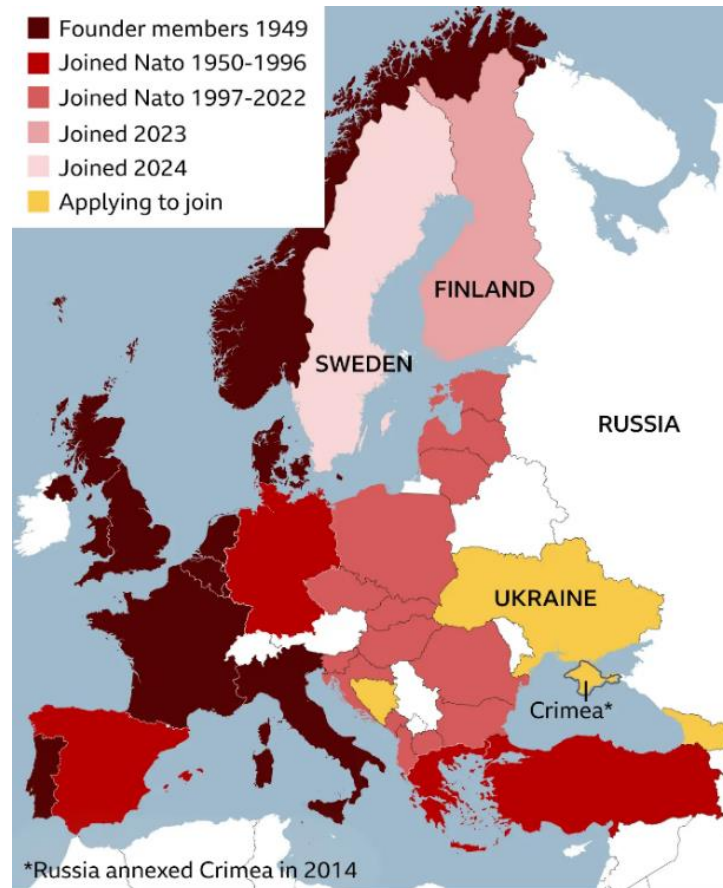 Founder members 1949
Joined Nato 1950-1996
Joined Nato 1997-2022
Joined 2023
Joined 2024
Applying to join
FINLAND
SWEDEN
RUSSIA
UKRAINE
Crimea*
*Russia annexed Crimea in 2014